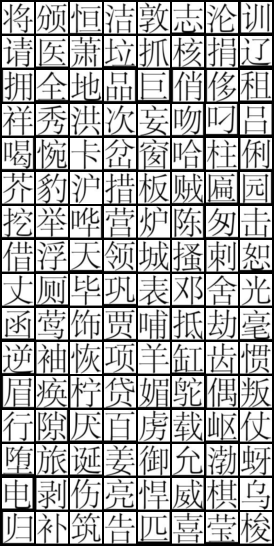 将颁恒洁敦志沦训
请医萧垃抓核捐辽
拥全地品巨俏侈租
祥秀洪次妄吻叼吕
喝惋卡岔窗哈柱俐
芥豹沪措板贼匾园
挖举哗营炉陈匆击
借浮天领城搔刺恕
丈厕毕巩表邓舍光
函莺饰贾哺抵劫毫
逆袖恢项羊缸齿惯
眉痪柠贷媚鸵偶叛
行隙厌百虏载岖仗
堕旅诞姜御允渤蚜
电剥伤亮悍威棋乌
归补筑告匹喜莹梭